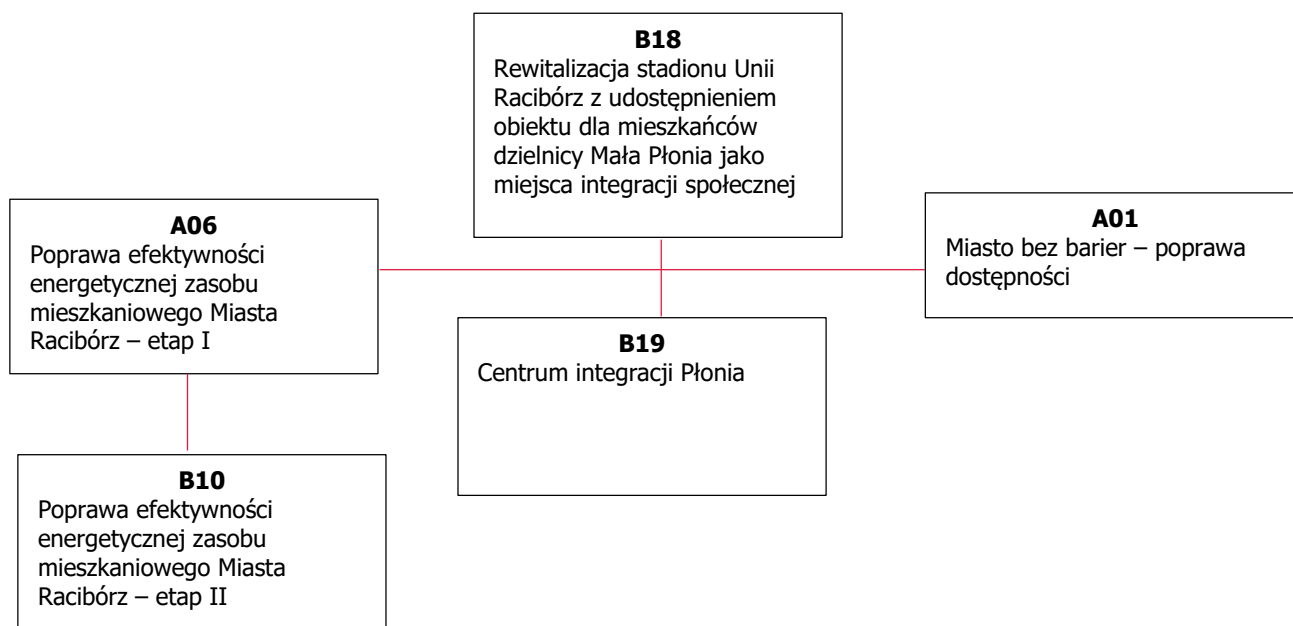 B18
Rewitalizacja stadionu Unii
Racibórz z udostępnieniem
obiektu dla mieszkańców
dzielnicy Mała Płonia jako
miejsca integracji społecznej
A06
Poprawa efektywności
energetycznej zasobu
mieszkaniowego Miasta
Racibórz – etap I
A01
Miasto bez barier – poprawa
dostępności
B19
Centrum integracji Płonia
B10
Poprawa efektywności
energetycznej zasobu
mieszkaniowego Miasta
Racibórz – etap II